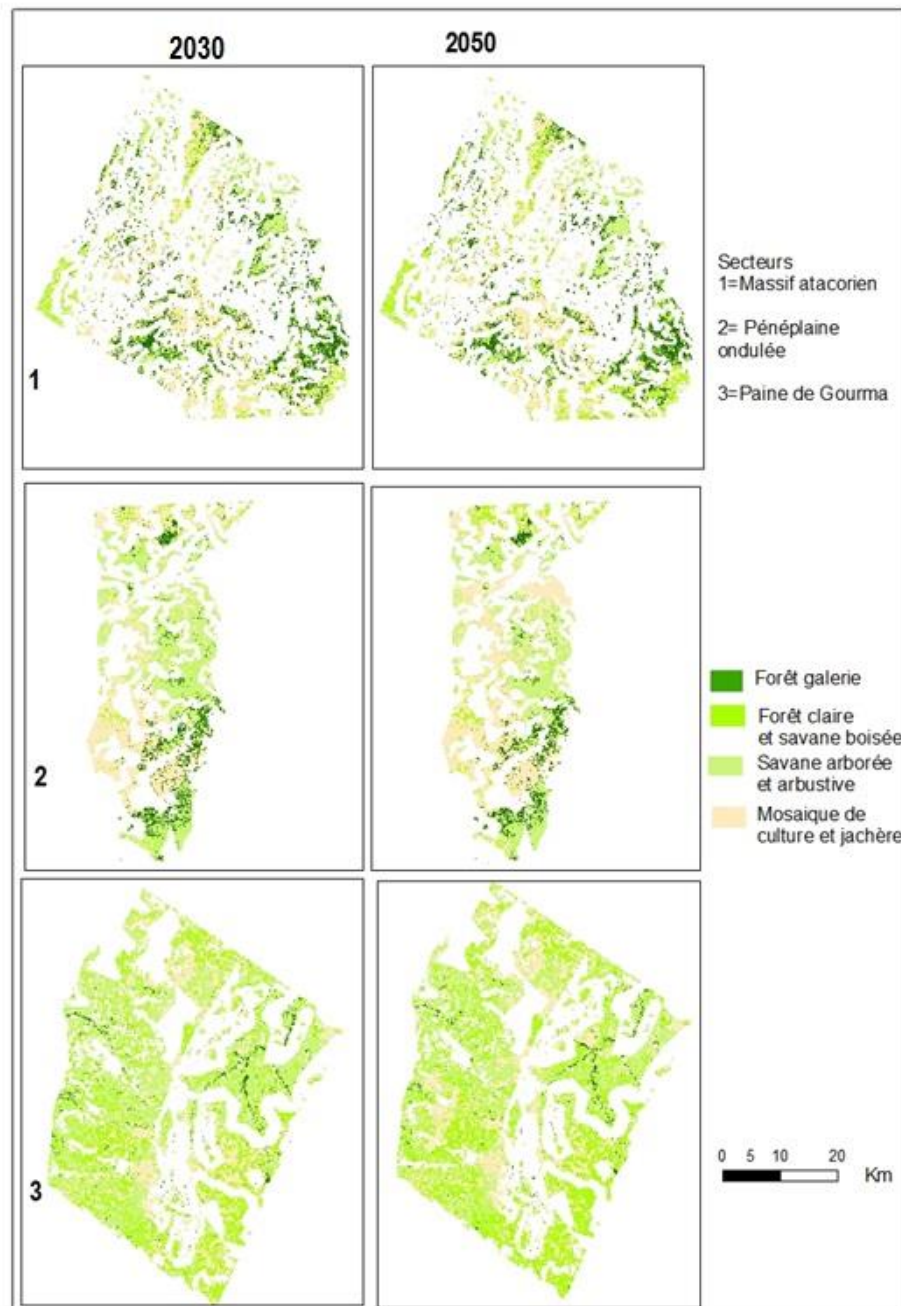 2030
2050
1
Secteurs
1=Massif atacorien
2= Pénéplaine
ondulée
3=Paine de Gourma
2
Forêt galerie
Forêt claire
et savane boisée
Savane arborée
et arbustive
Mosaique de
culture et jachère
3
0 5 10 20
Km